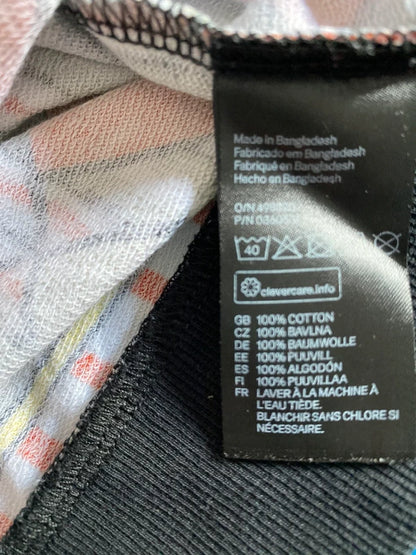 Made in Bangladesh
Fabricado em Bangladesh
Fabriqué en Bangladesh
Hecho en Bangladesh
O/N
P/N
40
clevercare.info
GB 100% COTTON
CZ 100% BAVLNA
DE 100% BAUMWOLLE
EE 100% PUUVILL
ES 100% ALGODÓN
FI 100% PUUVILLAA
FR LAVER À LA MACHINE À
L'EAU TIÈDE.
BLANCHIR SANS CHLORE SI
NÉCESSAIRE.